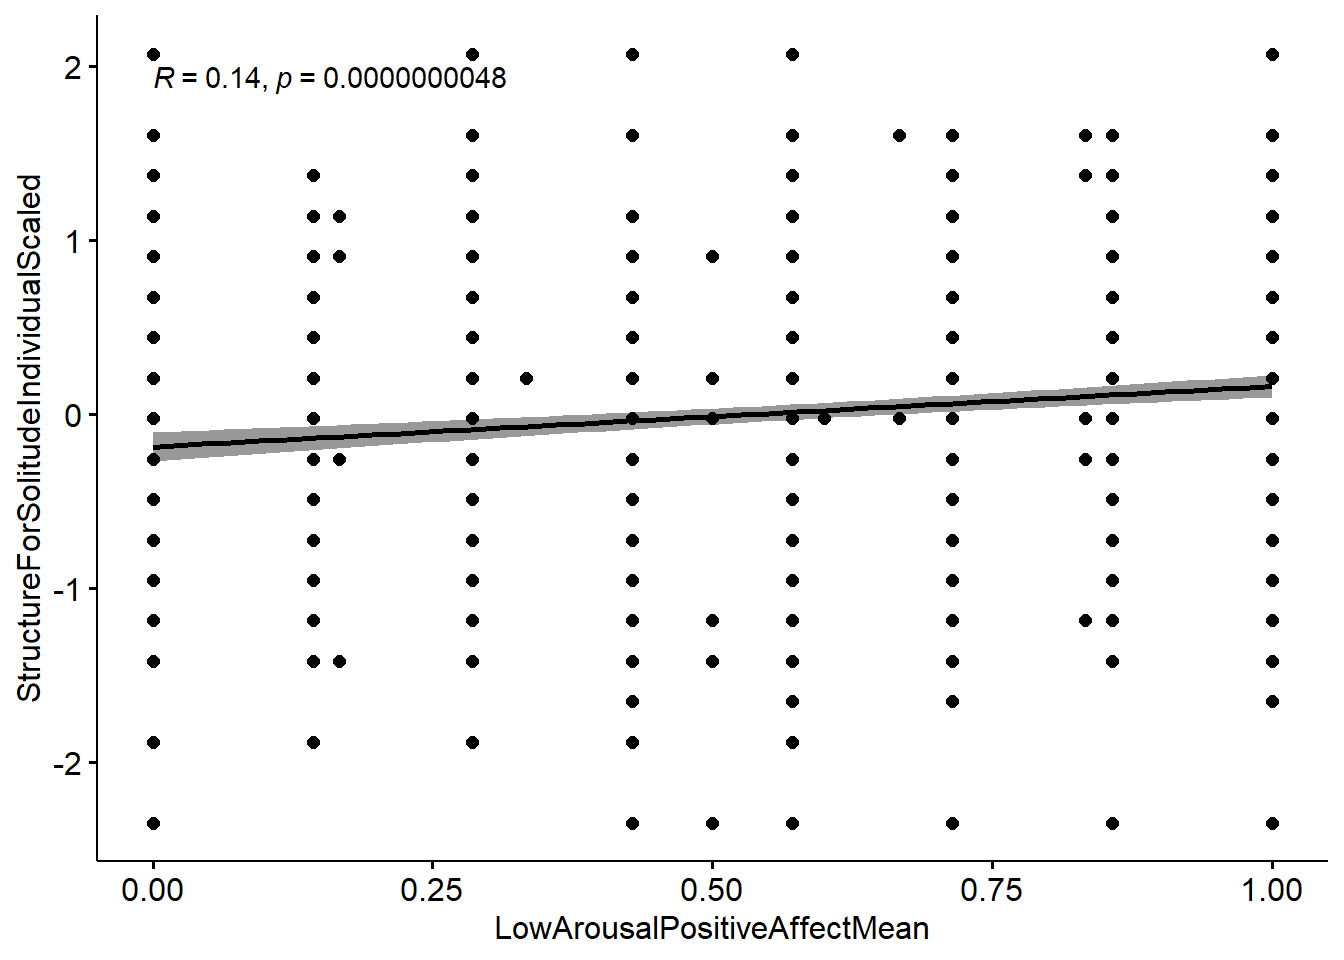 R = 0.14, p = 0.0000000048
StructureForSolitudeIndividualScaled
2
1
0
-1
-2
0.00 0.25 0.50 0.75 1.00
LowArousalPositiveAffectMean